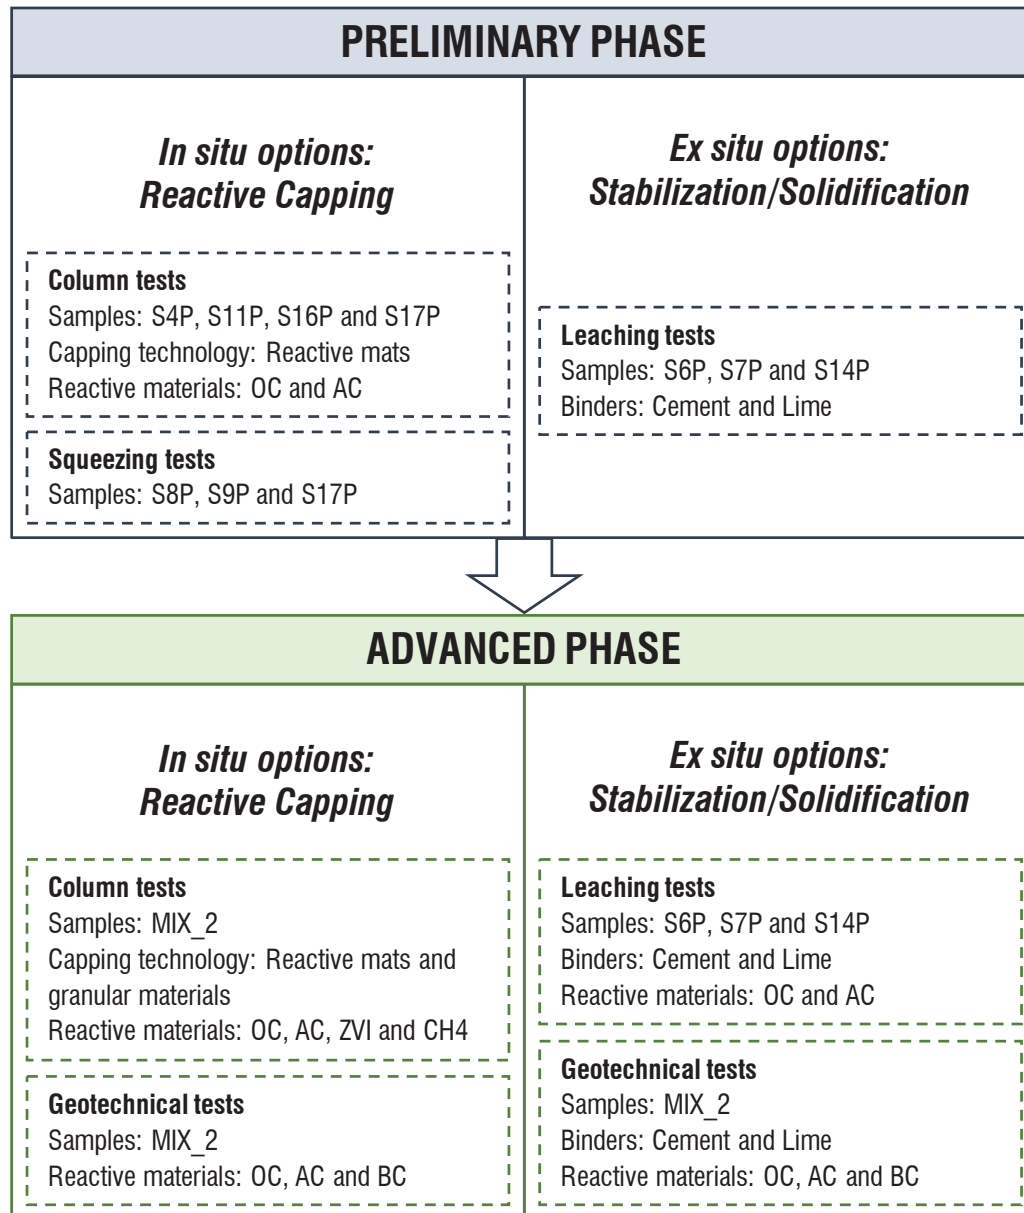 PRELIMINARY PHASE
In situ options:
Reactive Capping
Column tests
Samples: S4P, S11P, S16P and S17P
Capping technology: Reactive mats
Reactive materials: OC and AC
Squeezing tests
Samples: S8P, S9P and S17P
Ex situ options:
Stabilization/Solidification
Leaching tests
Samples: S6P, S7P and S14P
Binders: Cement and Lime
ADVANCED PHASE
In situ options:
Reactive Capping
Column tests
Samples: MIX_2
Capping technology: Reactive mats and
granular materials
Reactive materials: OC, AC, ZVI and CH4
Geotechnical tests
Samples: MIX_2
Reactive materials: OC, AC and BC
Ex situ options:
Stabilization/Solidification
Leaching tests
Samples: S6P, S7P and S14P
Binders: Cement and Lime
Reactive materials: OC and AC
Geotechnical tests
Samples: MIX_2
Binders: Cement and Lime
Reactive materials: OC, AC and BC